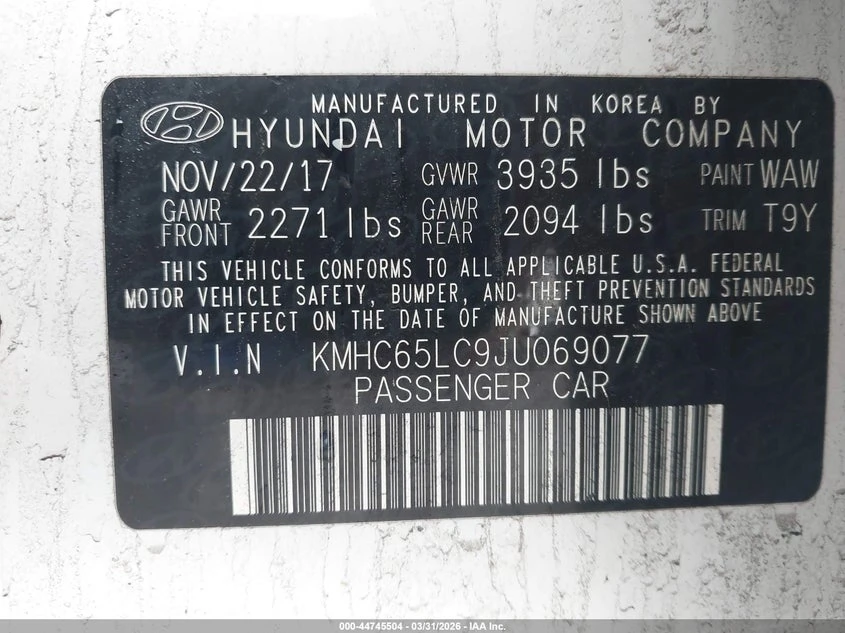 MANUFACTURED IN KOREA BY
HYUNDAI MOTOR COMPANY
NOV/22/17 GVWR 3935 lbs PAINT WAW
GAWR FRONT 2271 lbs GAWR REAR 2094 lbs TRIM T9Y
THIS VEHICLE CONFORMS TO ALL APPLICABLE U.S.A. FEDERAL
MOTOR VEHICLE SAFETY, BUMPER, AND THEFT PREVENTION STANDARDS
IN EFFECT ON THE DATE OF MANUFACTURE SHOWN ABOVE
V.I.N KMHC65LC9JU069077
PASSENGER CAR
000-44745504 - 03/31/2026 - IAA Inc.